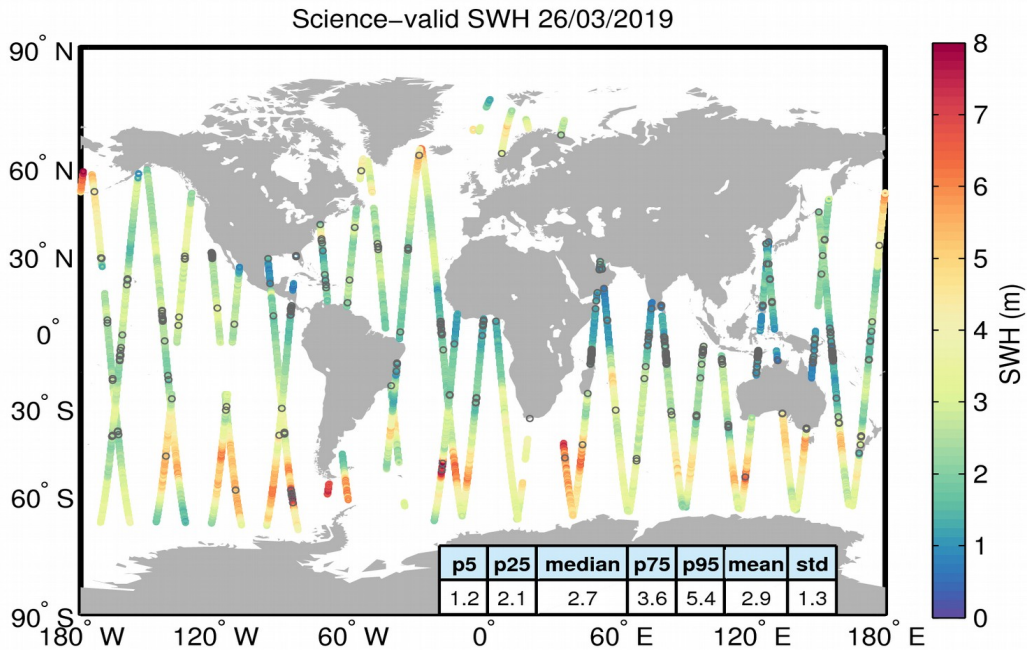 Science−valid SWH 26/03/2019
90° N
60° N
30° N
0°
30° S
60° S
90° S
180° W
120° W
60° W
0°
60° E
120° E
180° E
p5 p25 median p75 p95 mean std
1.2 2.1 2.7 3.6 5.4 2.9 1.3
8
7
6
5
4
3
2
1
0
SWH (m)